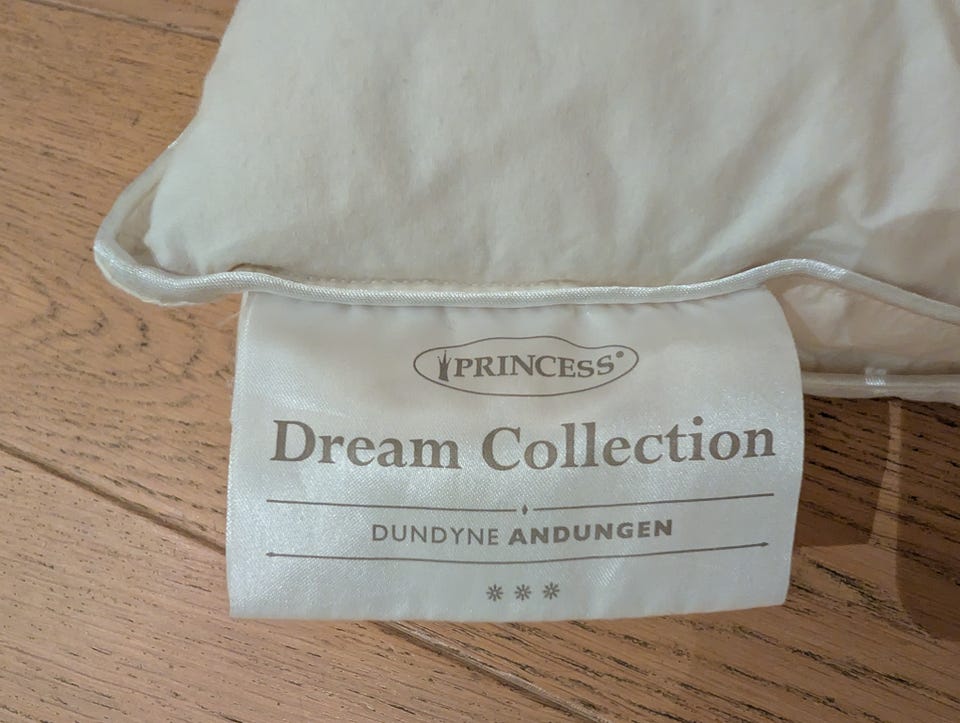 PRINCESS®
Dream Collection
DUNDYNE ANDUNGEN